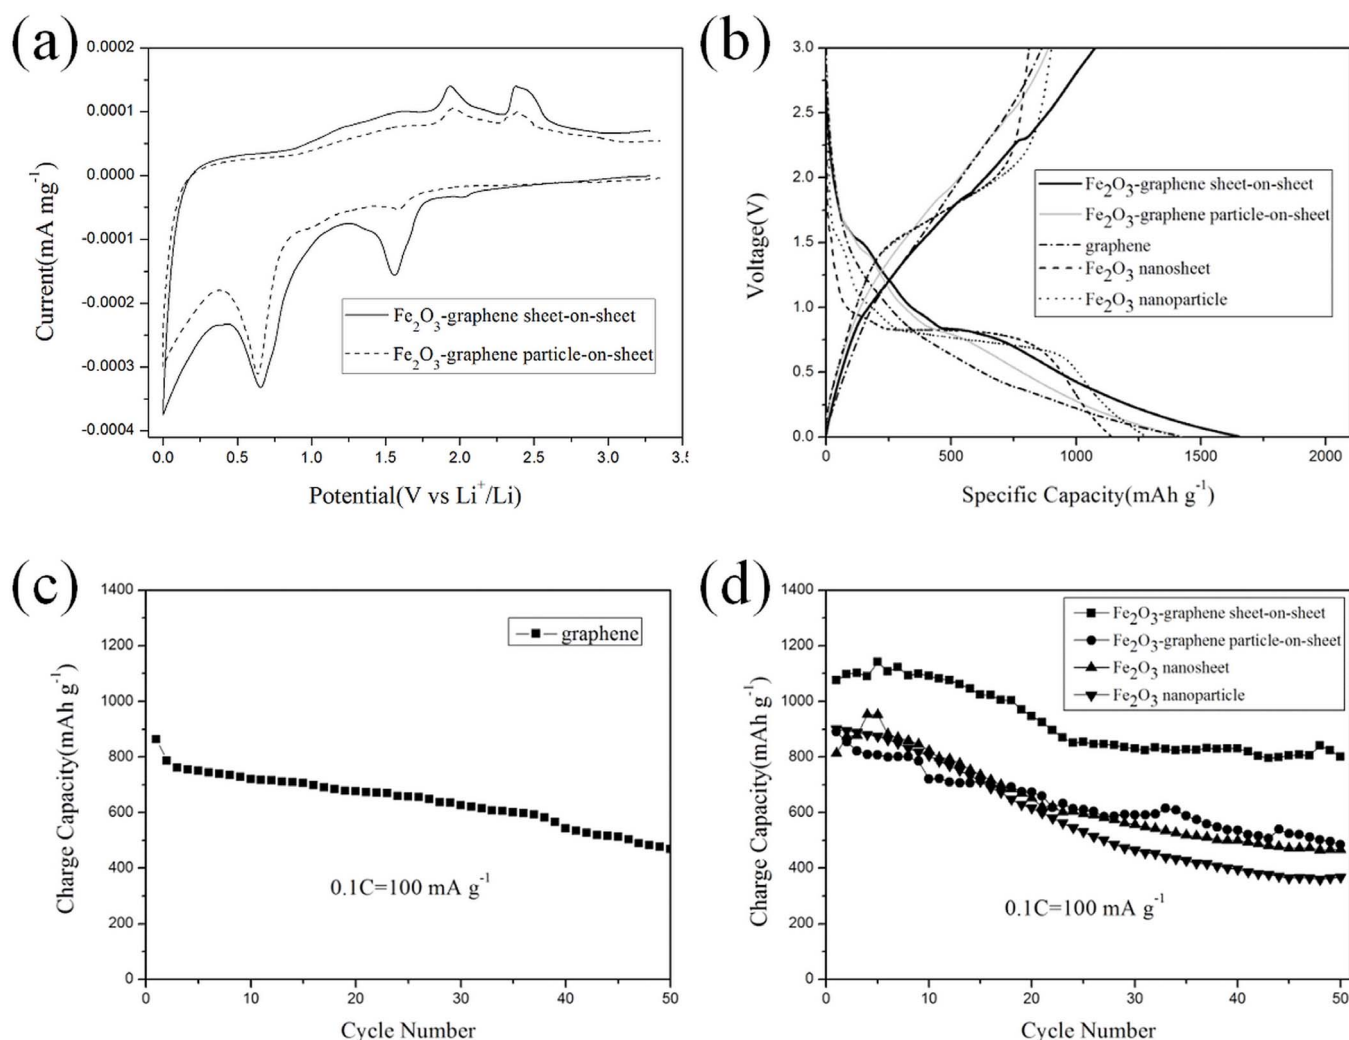 (a)
0.0002
0.0001
0.0000
-0.0001
-0.0002
-0.0003
-0.0004
Current(mA mg⁻¹)
Fe₂O₃-graphene sheet-on-sheet
Fe₂O₃-graphene particle-on-sheet
0.0 0.5 1.0 1.5 2.0 2.5 3.0 3.5
Potential(V vs Li⁺/Li)
(b)
3.0
2.5
2.0
1.5
1.0
0.5
0.0
Voltage(V)
Fe₂O₃-graphene sheet-on-sheet
Fe₂O₃-graphene particle-on-sheet
graphene
Fe₂O₃ nanosheet
Fe₂O₃ nanoparticle
0 500 1000 1500 2000
Specific Capacity(mAh g⁻¹)
(c)
1400
1200
1000
800
600
400
200
0
Charge Capacity(mAh g⁻¹)
graphene
0.1C=100 mA g⁻¹
0 10 20 30 40 50
Cycle Number
(d)
1400
1200
1000
800
600
400
200
0
Charge Capacity(mAh g⁻¹)
Fe₂O₃-graphene sheet-on-sheet
Fe₂O₃-graphene particle-on-sheet
Fe₂O₃ nanosheet
Fe₂O₃ nanoparticle
0.1C=100 mA g⁻¹
0 10 20 30 40 50
Cycle Number